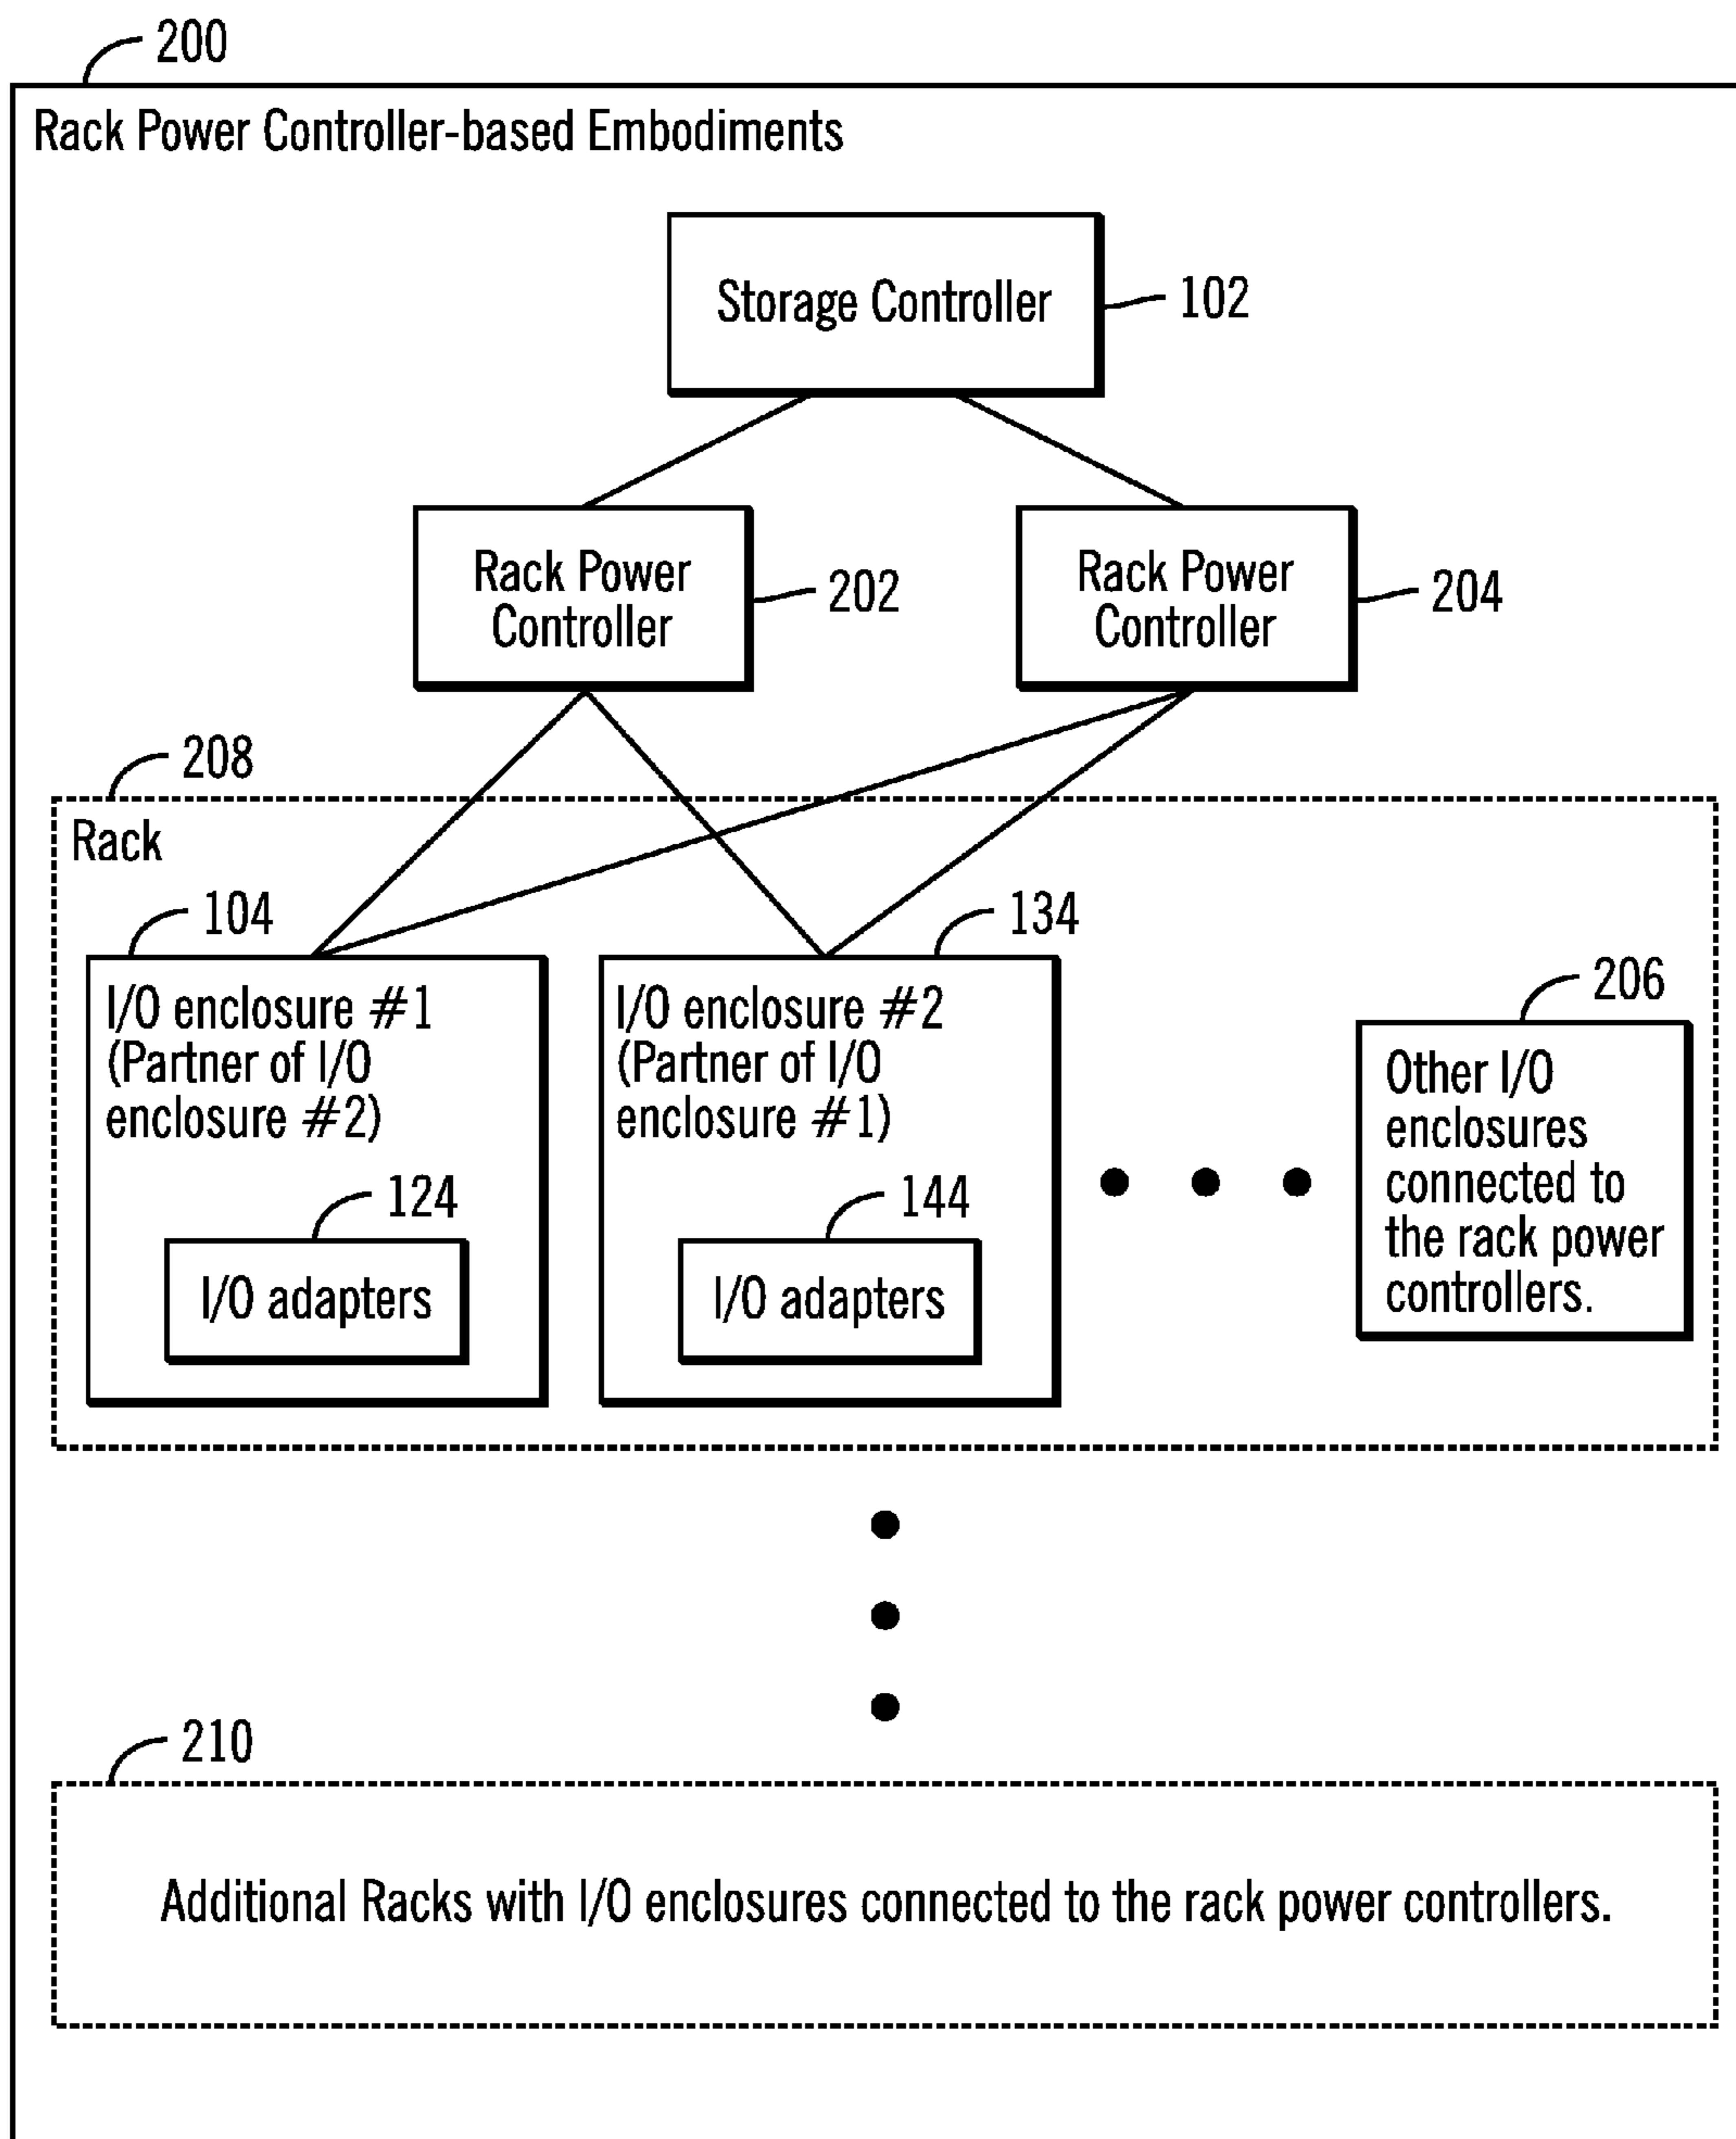 200
Rack Power Controller-based Embodiments
Storage Controller
102
Rack Power
Controller
202
Rack Power
Controller
204
208
Rack
104
I/O enclosure #1
(Partner of I/O
enclosure #2)
124
I/O adapters
134
I/O enclosure #2
(Partner of I/O
enclosure #1)
144
I/O adapters
206
Other I/O
enclosures
connected to
the rack power
controllers.
210
Additional Racks with I/O enclosures connected to the rack power controllers.